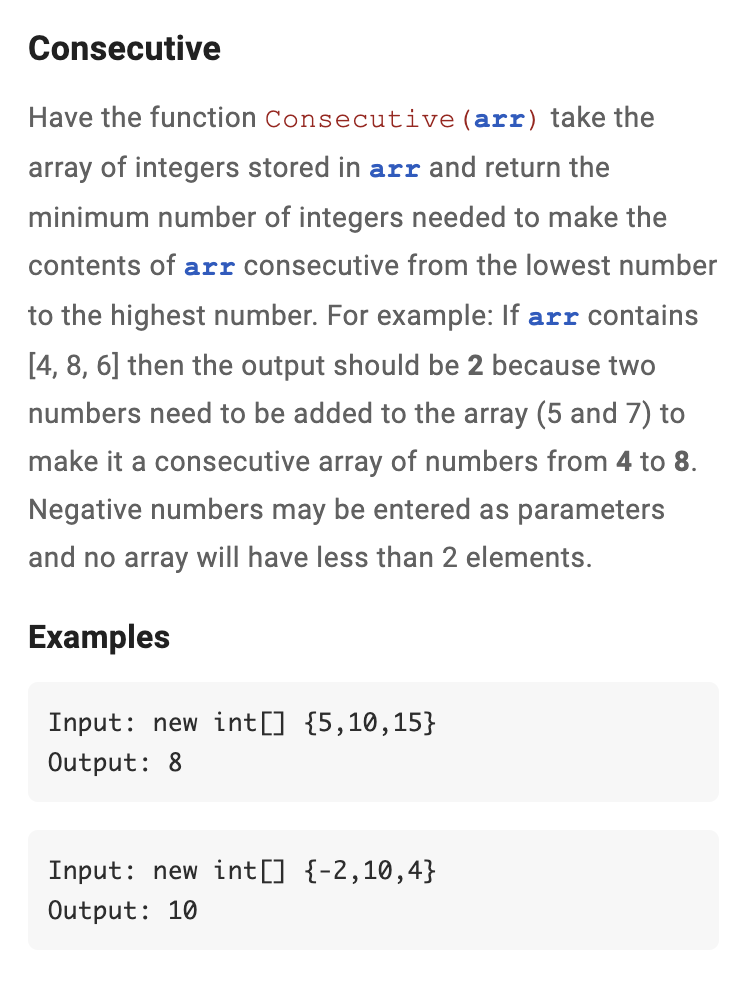 Consecutive
Have the function Consecutive(arr) take the
array of integers stored in arr and return the
minimum number of integers needed to make the
contents of arr consecutive from the lowest number
to the highest number. For example: If arr contains
[4, 8, 6] then the output should be 2 because two
numbers need to be added to the array (5 and 7) to
make it a consecutive array of numbers from 4 to 8.
Negative numbers may be entered as parameters
and no array will have less than 2 elements.
Examples
Input: new int[] {5,10,15}
Output: 8
Input: new int[] {-2,10,4}
Output: 10